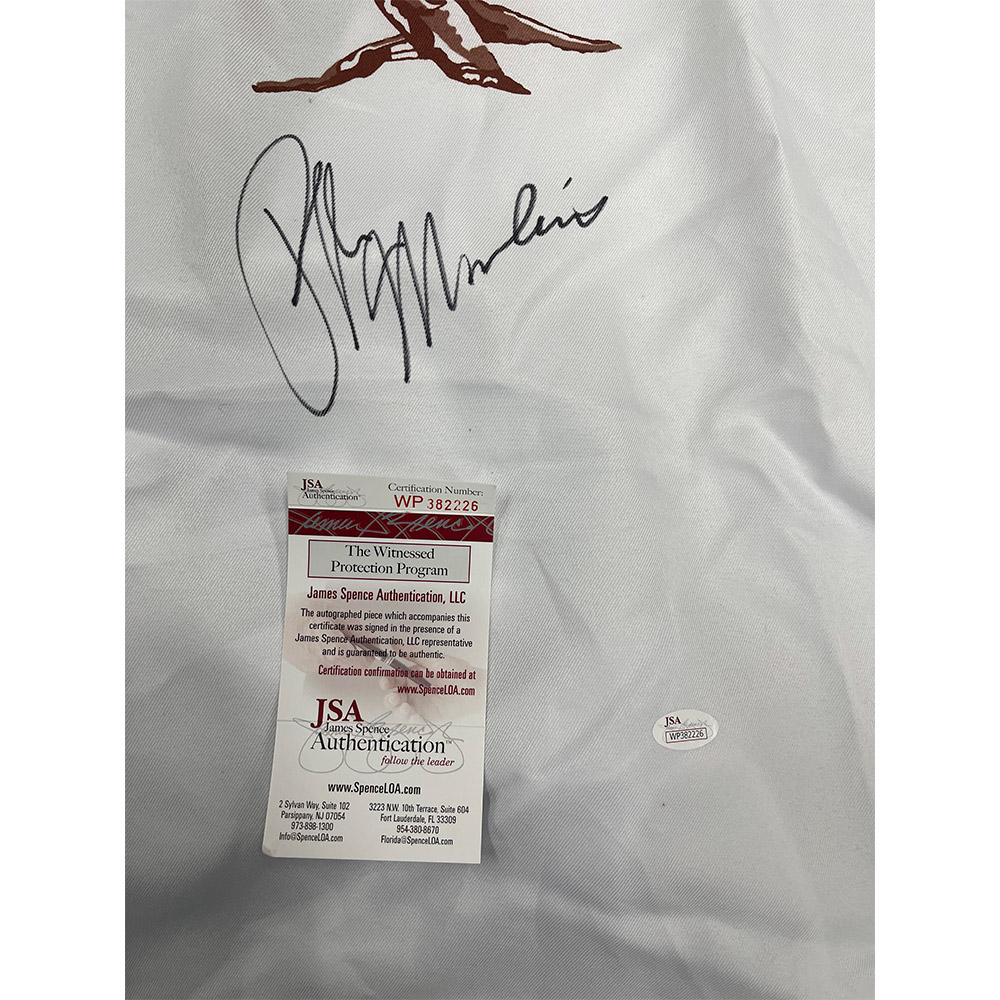 JSA
James Spence
Authentication
Certification Number:
WP 382226
The Witnessed
Protection Program
James Spence Authentication, LLC
The autographed piece which accompanies this
certificate was signed in the presence of a
James Spence Authentication, LLC representative
and is guaranteed to be authentic.
Certification confirmation can be obtained at
www.SpenceLOA.com
JSA
James Spence
Authentication™
follow the leader
www.SpenceLOA.com
2 Sylvan Way, Suite 102
Parsippany, NJ 07054
973-898-1300
Info@SpenceLOA.com
3223 N.W. 10th Terrace, Suite 604
Fort Lauderdale, FL 33309
954-380-8670
Florida@SpenceLOA.com
JSA
WP382226